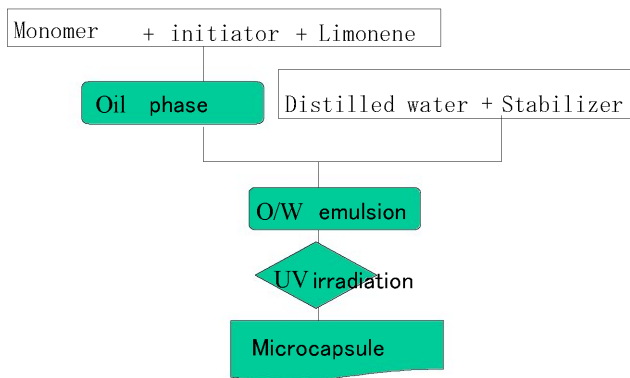 Monomer + initiator + Limonene
Oil phase
Distilled water + Stabilizer
O/W emulsion
UV irradiation
Microcapsule